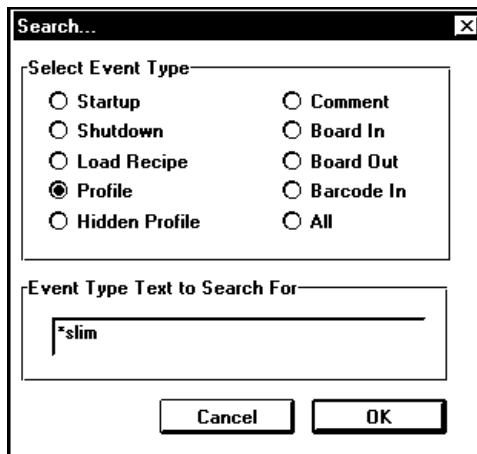 Search...
Select Event Type
Startup
Shutdown
Load Recipe
Profile
Hidden Profile
Comment
Board In
Board Out
Barcode In
All
Event Type Text to Search For
*slim
Cancel
OK